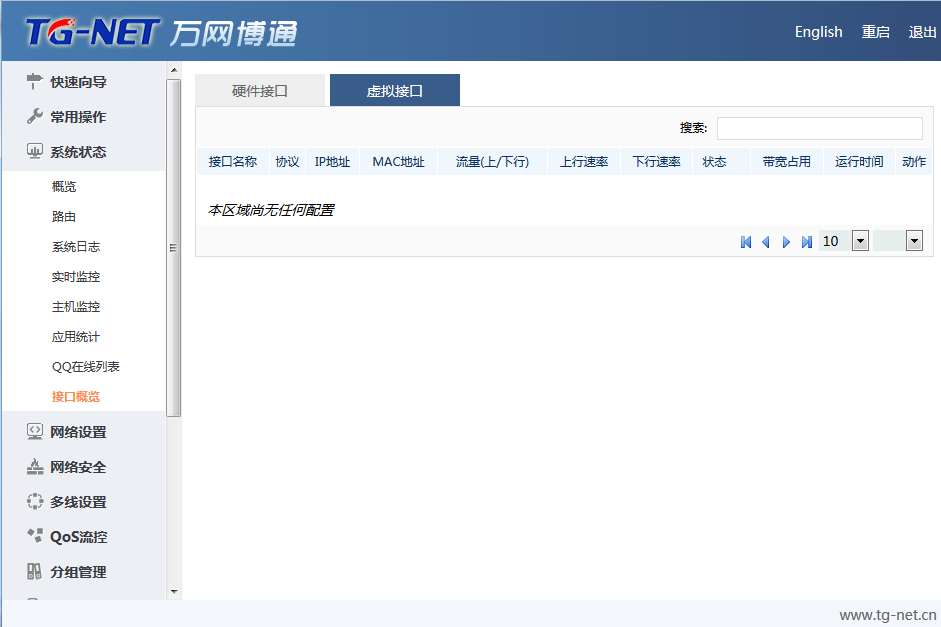 TG-NET 万网博通
English 重启 退出
快速向导
常用操作
系统状态
概览
路由
系统日志
实时监控
主机监控
应用统计
QQ在线列表
接口概览
网络设置
网络安全
多线设置
QoS流控
分组管理
硬件接口 虚拟接口
搜索:
接口名称 协议 IP地址 MAC地址 流量(上/下行) 上行速率 下行速率 状态 带宽占用 运行时间 动作
本区域尚无任何配置
10
www.tg-net.cn